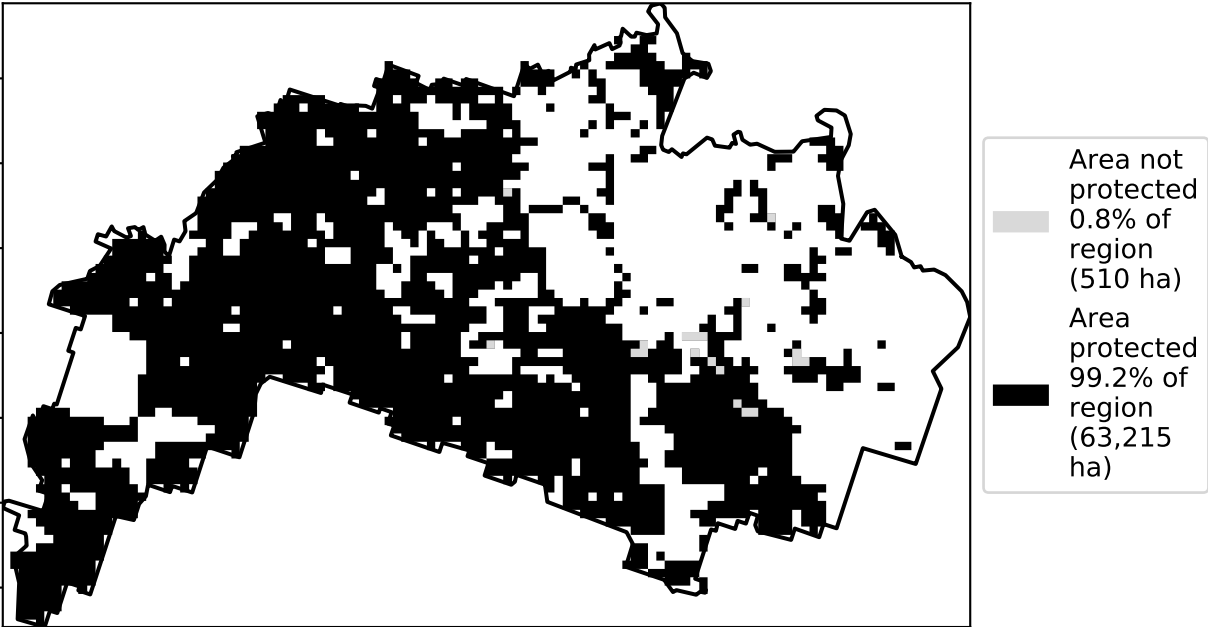 Area not
protected
0.8% of
region
(510 ha)
Area
protected
99.2% of
region
(63,215
ha)